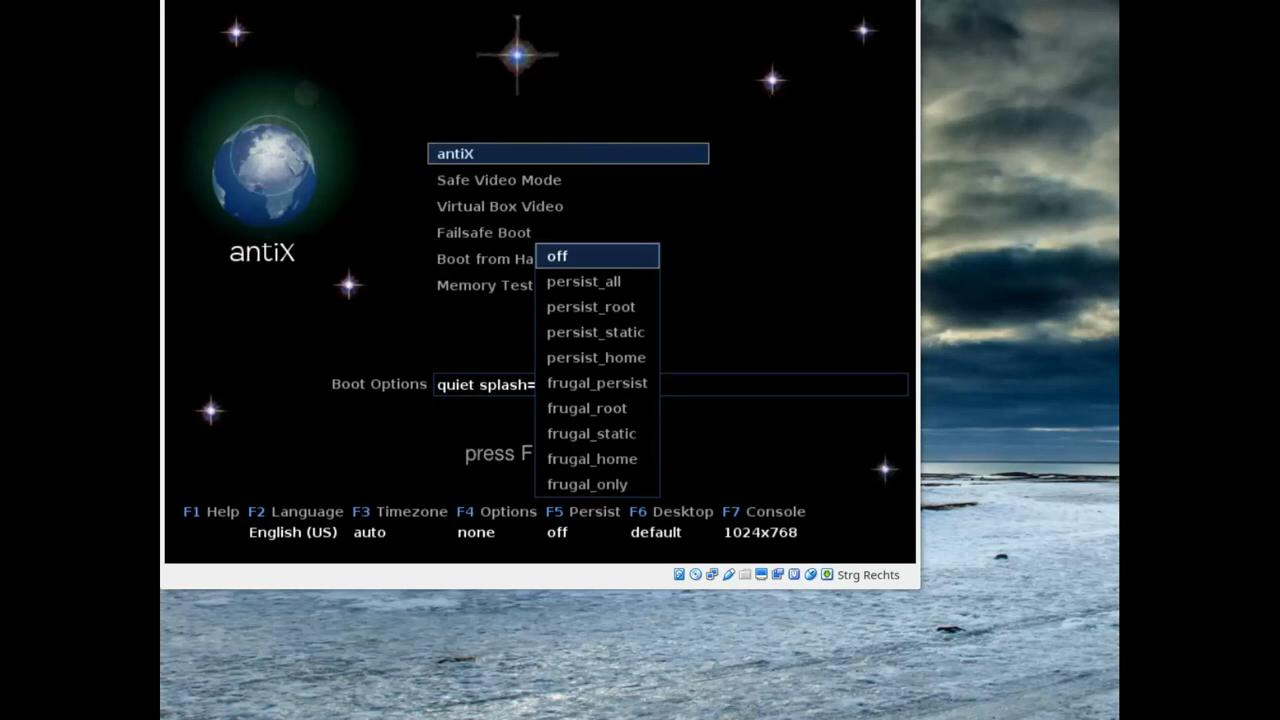 antiX
antiX
Safe Video Mode
Virtual Box Video
Failsafe Boot
Boot from Ha
Memory Test
off
persist_all
persist_root
persist_static
persist_home
frugal_persist
frugal_root
frugal_static
frugal_home
frugal_only
Boot Options quiet splash=
press F
F1 Help F2 Language F3 Timezone F4 Options F5 Persist F6 Desktop F7 Console
English (US) auto none off default 1024x768
Strg Rechts